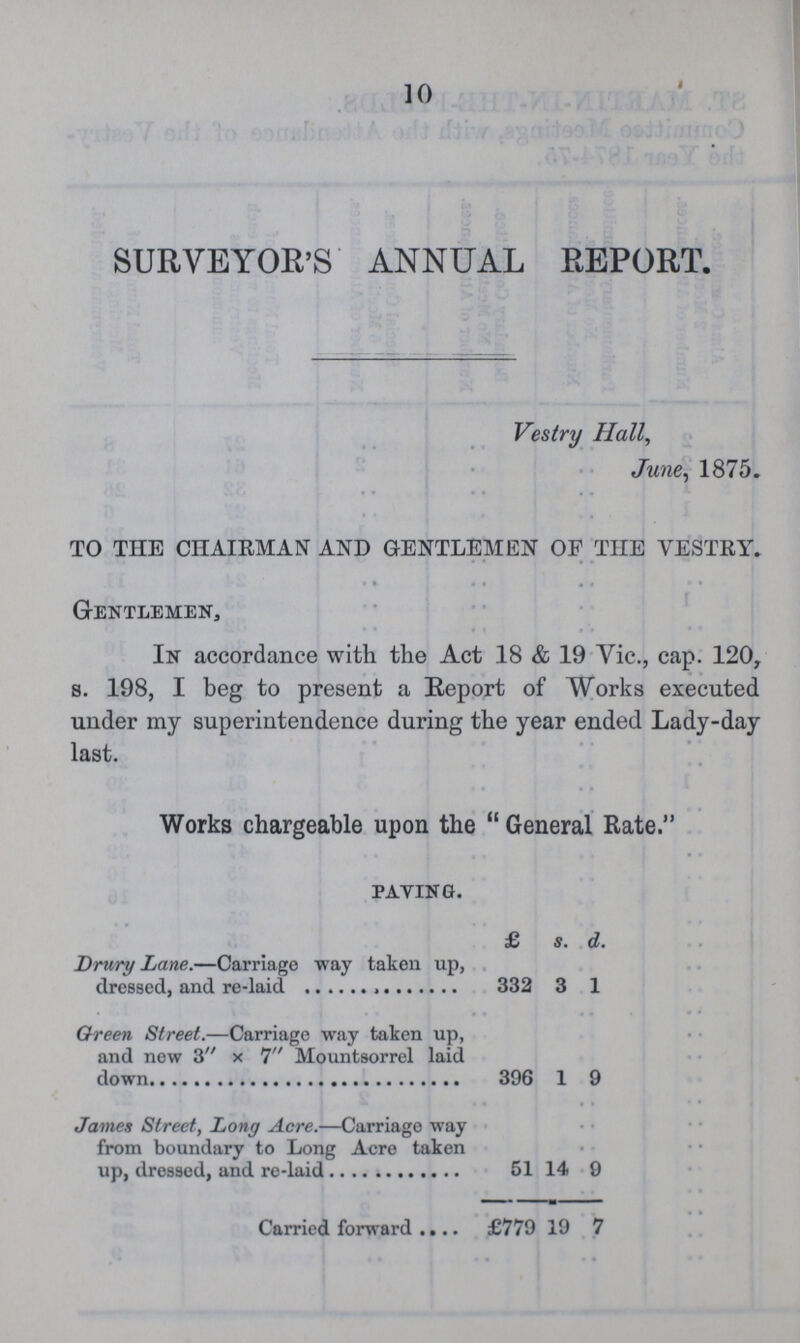 10
SURVEYOR'S ANNUAL REPORT.
Vestry Hall,
June, 1875.
TO THE CHAIRMAN AND GENTLEMEN OF THE VESTRY.
GENTLEMEN,
IN accordance with the Act 18 & 19 Vic., cap. 120,
s. 198, I beg to present a Report of Works executed
under my superintendence during the year ended Lady-day
last.
Works chargeable upon the "General Rate."
PAVING.
£ s. d.
Drury Lane.—Carriage way taken up,
dressed, and re-laid .............. 332 3 1
Green Street.—Carriage way taken up,
and new 3″ x 7″ Mountsorrel laid
down.............................. 396 1 9
James Street, Long Acre.—Carriage way
from boundary to Long Acre taken
up, dressed, and re-laid ............ 51 14 9
Carried forward .... £779 19 7